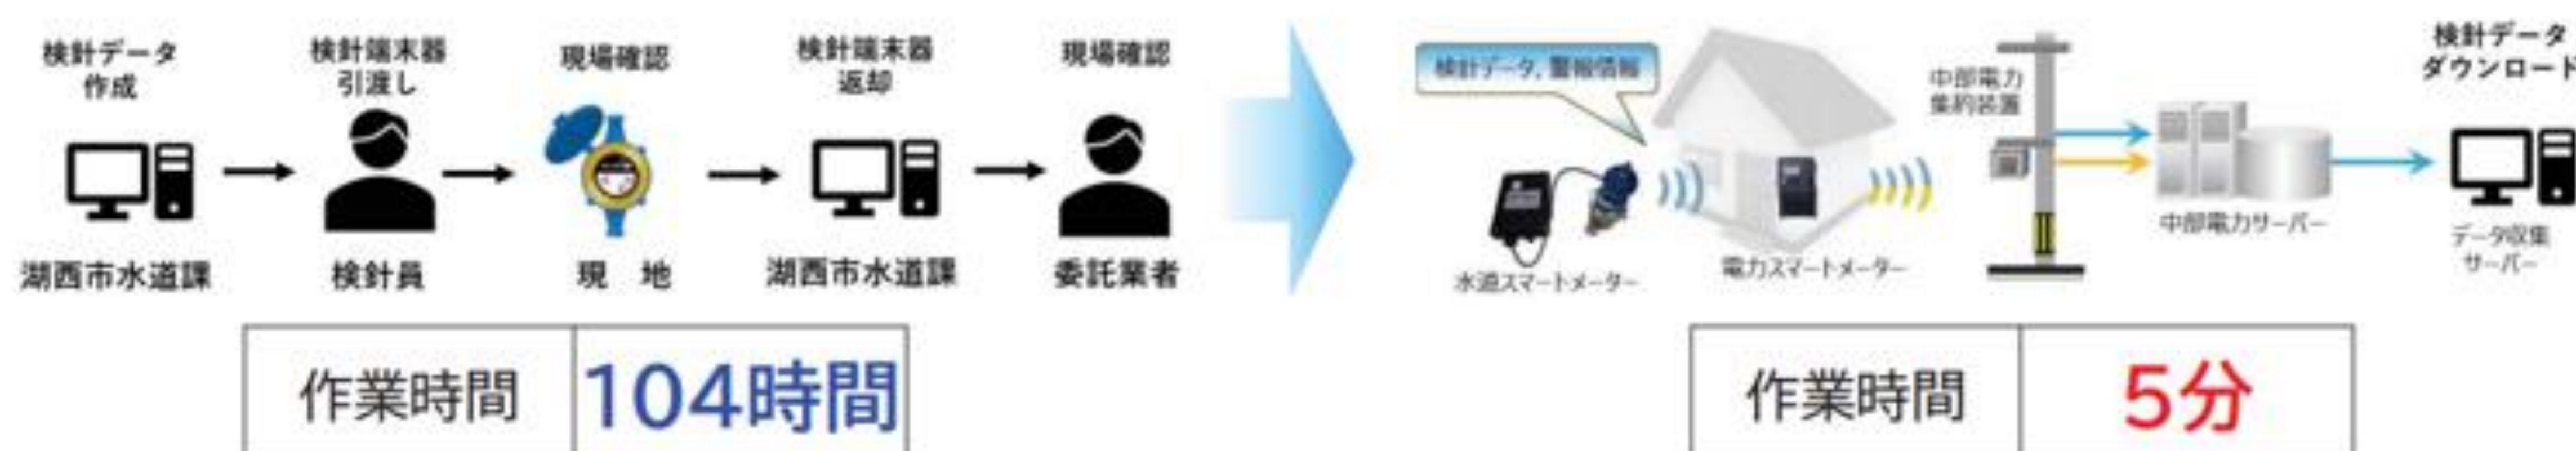 検針データ
作成
湖西市水道課
検針端末器
引渡し
検針員
現場確認
現 地
検針端末器
返却
湖西市水道課
現場確認
委託業者
作業時間
104時間
検針データ, 警報情報
水道スマートメーター
電力スマートメーター
中部電力
集約装置
中部電力サーバー
検針データ
ダウンロード
データ収集
サーバー
作業時間
5分